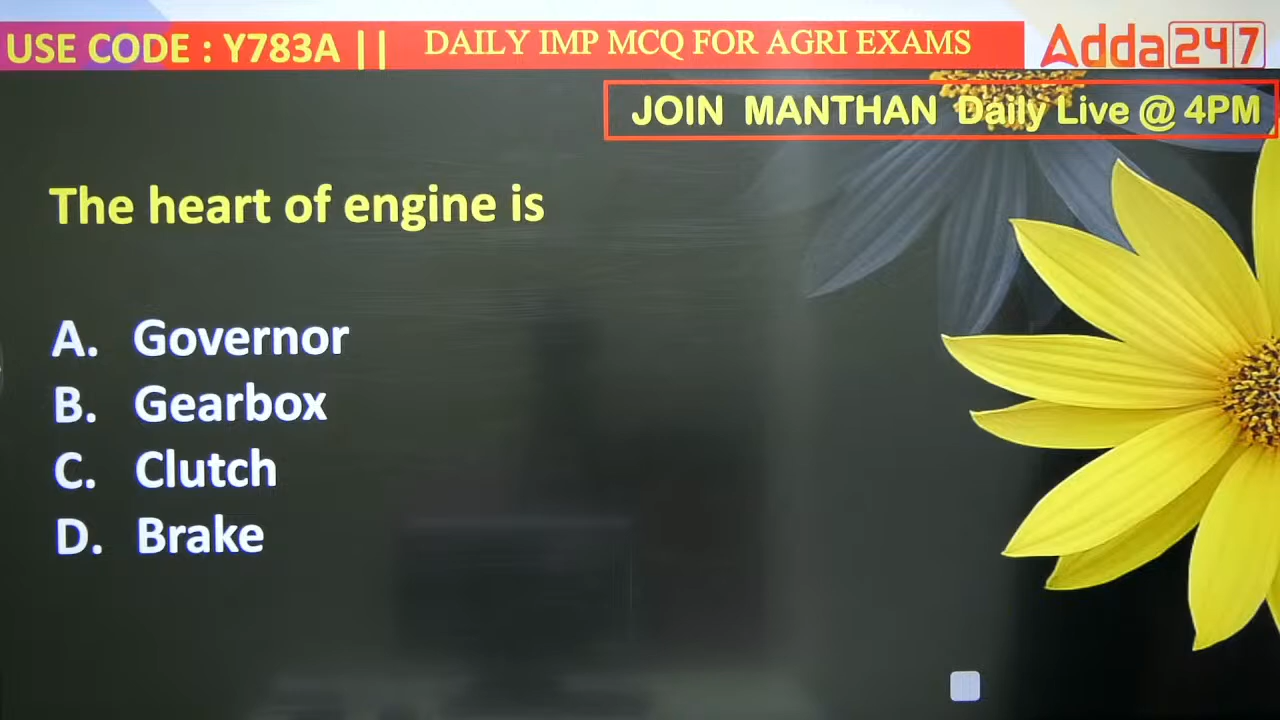 USE CODE : Y783A || DAILY IMP MCQ FOR AGRI EXAMS Adda247
JOIN MANTHAN Daily Live @ 4PM
The heart of engine is
A. Governor
B. Gearbox
C. Clutch
D. Brake